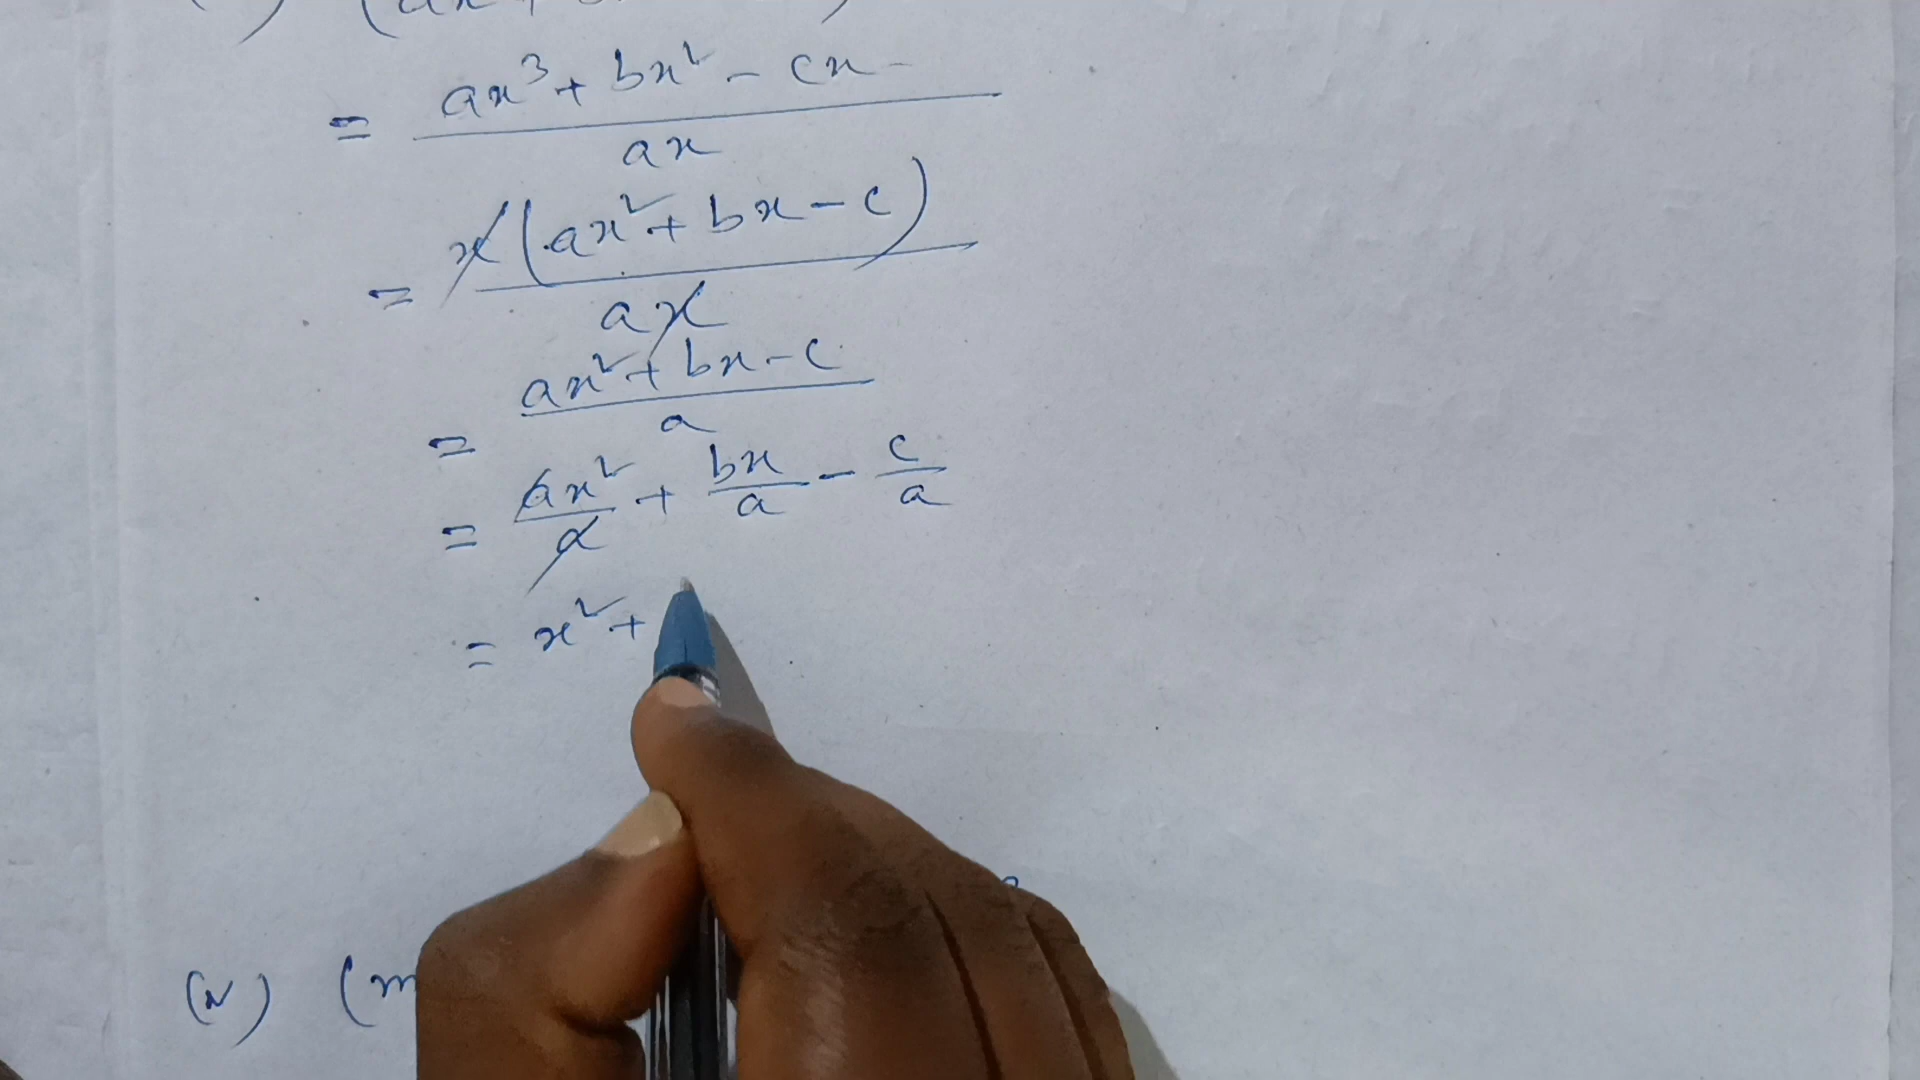 = ax³ + bx² - cx / ax
= x(ax² + bx - c) / ax
= ax² + bx - c / a
= ax²/a + bx/a - c/a
= x² +
(v) (m